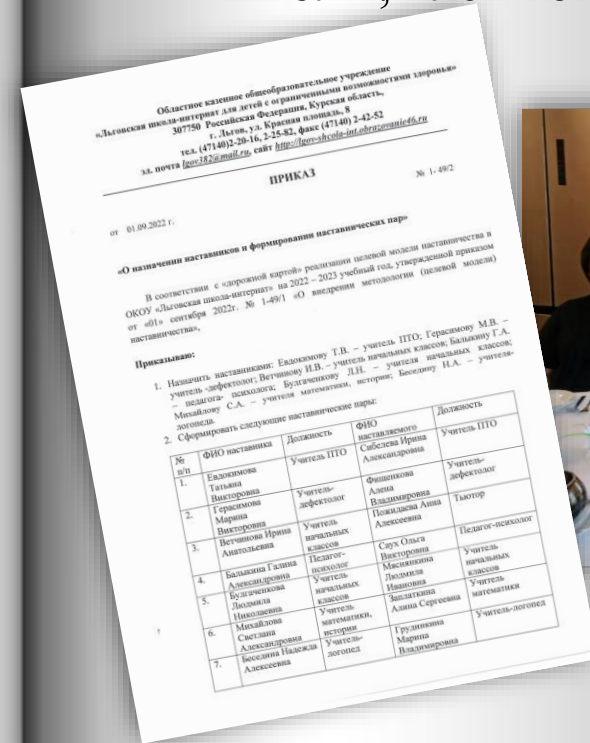 Областное казенное общеобразовательное учреждение
«Льговская школа-интернат для детей с ограниченными возможностями здоровья»
307750 Российская Федерация, Курская область,
г. Льгов, ул. Красная площадь, 8
тел. (47140)2-20-16, 2-25-82, факс (47140) 2-42-52
эл. почта lgov382@mail.ru, сайт http://lgov-shcola-int.obrazovanie46.ru
ПРИКАЗ
от 01.09.2022 г. № 1- 49/2
«О назначении наставников и формировании наставнических пар»
В соответствии с «дорожной картой» реализации целевой модели наставничества в
ОКОУ «Льговская школа-интернат» на 2022 – 2023 учебный год, утвержденной приказом
от «01» сентября 2022г. № 1-49/1 «О внедрении методологии (целевой модели)
наставничества»,
Приказываю:
1. Назначить наставниками: Евдокимову Т.В. – учитель ПТО; Герасимову М.В. –
учитель -дефектолог; Ветчинову И.В. – учитель начальных классов; Балыкину Г.А.
– педагога- психолога; Булгаченкову Л.Н. – учителя начальных классов;
Михайлову С.А. – учителя математики, истории; Беседину Н.А. – учителя-
логопеда.
2. Сформировать следующие наставнические пары:
№ п/п ФИО наставника Должность ФИО наставляемого Должность
1. Евдокимова Татьяна Викторовна Учитель ПТО Сибелева Ирина Александровна Учитель ПТО
2. Герасимова Марина Викторовна Учитель-дефектолог Фищенкова Алена Владимировна Учитель-дефектолог
3. Ветчинова Ирина Анатольевна Учитель начальных классов Пожидаева Анна Алексеевна Тьютор
4. Балыкина Галина Александровна Педагог-психолог Саух Ольга Викторовна Педагог-психолог
5. Булгаченкова Людмила Николаевна Учитель начальных классов Мяснянкина Людмила Ивановна Учитель начальных классов
6. Михайлова Светлана Александровна Учитель математики, истории Заплаткина Алина Сергеевна Учитель математики
7. Беседина Надежда Алексеевна Учитель-логопед Грудинкина Марина Владимировна Учитель-логопед